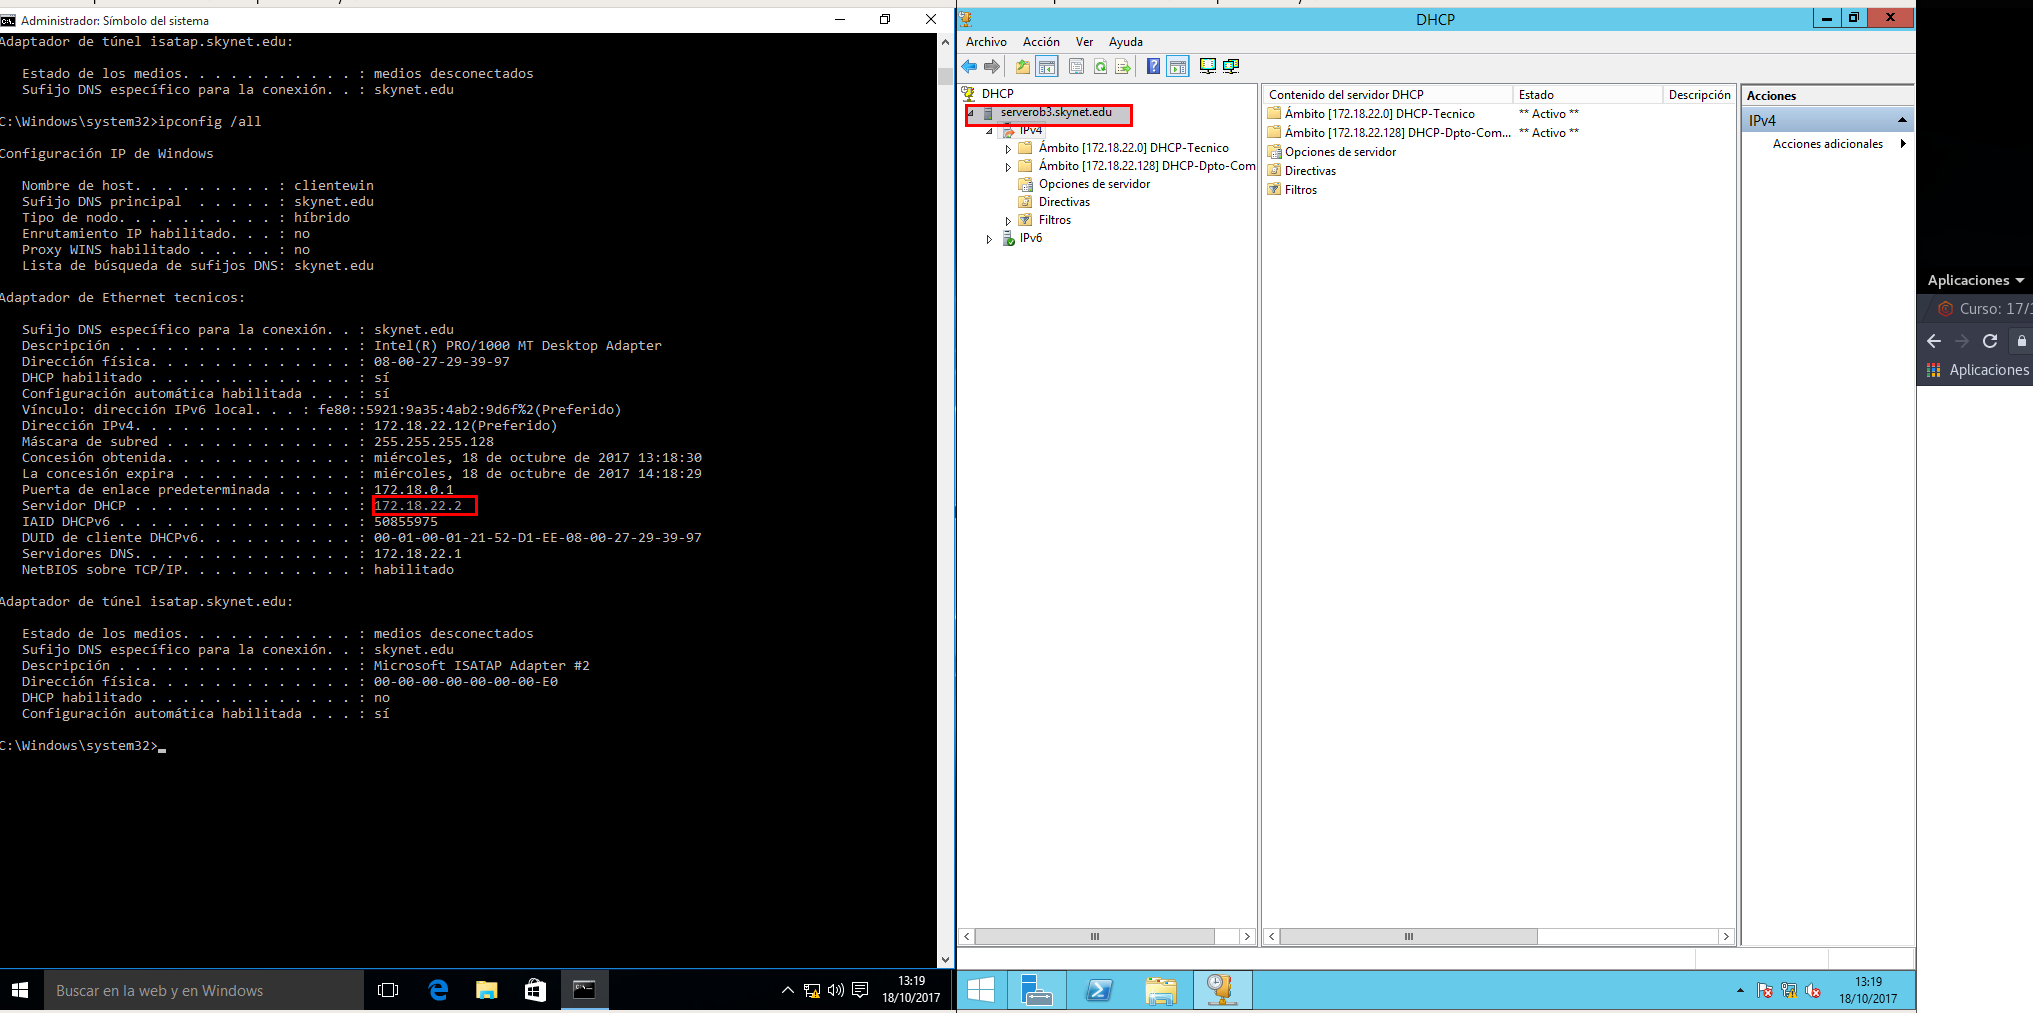 Administrador: Símbolo del sistema
Adaptador de túnel isatap.skynet.edu:
Estado de los medios. . . . . . . . . . . : medios desconectados
Sufijo DNS específico para la conexión. . : skynet.edu
C:\Windows\system32>ipconfig /all
Configuración IP de Windows
Nombre de host. . . . . . . . . : clientewin
Sufijo DNS principal  . . . . . : skynet.edu
Tipo de nodo. . . . . . . . . . : híbrido
Enrutamiento IP habilitado. . . : no
Proxy WINS habilitado . . . . . : no
Lista de búsqueda de sufijos DNS: skynet.edu
Adaptador de Ethernet tecnicos:
Sufijo DNS específico para la conexión. . : skynet.edu
Descripción . . . . . . . . . . . . . . . : Intel(R) PRO/1000 MT Desktop Adapter
Dirección física. . . . . . . . . . . . . : 08-00-27-29-39-97
DHCP habilitado . . . . . . . . . . . . . : sí
Configuración automática habilitada . . . : sí
Vínculo: dirección IPv6 local. . . : fe80::5921:9a35:4ab2:9d6f%2(Preferido)
Dirección IPv4. . . . . . . . . . . . . . : 172.18.22.12(Preferido)
Máscara de subred . . . . . . . . . . . . : 255.255.255.128
Concesión obtenida. . . . . . . . . . . . : miércoles, 18 de octubre de 2017 13:18:30
La concesión expira . . . . . . . . . . . : miércoles, 18 de octubre de 2017 14:18:29
Puerta de enlace predeterminada . . . . . : 172.18.0.1
Servidor DHCP . . . . . . . . . . . . . . : 172.18.22.2
IAID DHCPv6 . . . . . . . . . . . . . . . : 50855975
DUID de cliente DHCPv6. . . . . . . . . . : 00-01-00-01-21-52-D1-EE-08-00-27-29-39-97
Servidores DNS. . . . . . . . . . . . . . : 172.18.22.1
NetBIOS sobre TCP/IP. . . . . . . . . . . : habilitado
Adaptador de túnel isatap.skynet.edu:
Estado de los medios. . . . . . . . . . . : medios desconectados
Sufijo DNS específico para la conexión. . : skynet.edu
Descripción . . . . . . . . . . . . . . . : Microsoft ISATAP Adapter #2
Dirección física. . . . . . . . . . . . . : 00-00-00-00-00-00-00-E0
DHCP habilitado . . . . . . . . . . . . . : no
Configuración automática habilitada . . . : sí
C:\Windows\system32>
Buscar en la web y en Windows
13:19
18/10/2017
DHCP
Archivo Acción Ver Ayuda
DHCP
serverob3.skynet.edu
IPv4
Ámbito [172.18.22.0] DHCP-Tecnico
Ámbito [172.18.22.128] DHCP-Dpto-Com
Opciones de servidor
Directivas
Filtros
IPv6
Contenido del servidor DHCP Estado Descripción
Ámbito [172.18.22.0] DHCP-Tecnico ** Activo **
Ámbito [172.18.22.128] DHCP-Dpto-Com... ** Activo **
Opciones de servidor
Directivas
Filtros
Acciones
IPv4
Acciones adicionales
13:19
18/10/2017
Aplicaciones
Curso: 17/
Aplicaciones